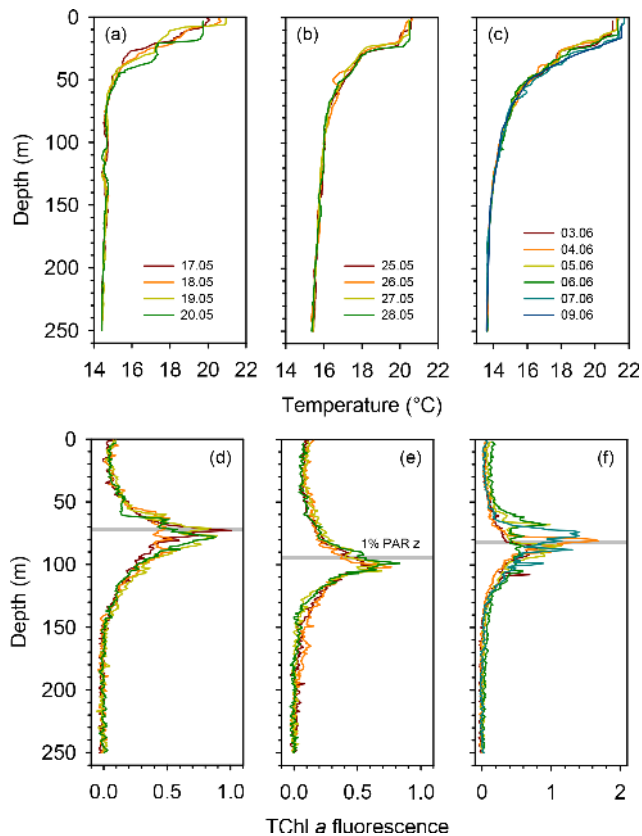 (a) (b) (c)
0
50
100
150
200
250
Depth (m)
17.05
18.05
19.05
20.05
25.05
26.05
27.05
28.05
03.06
04.06
05.06
06.06
07.06
09.06
14 16 18 20 22 14 16 18 20 22 14 16 18 20 22
Temperature (°C)
(d) (e) (f)
0
50
100
150
200
250
Depth (m)
1% PAR z
0.0 0.5 1.0 0.0 0.5 1.0 0 1 2
TChl a fluorescence